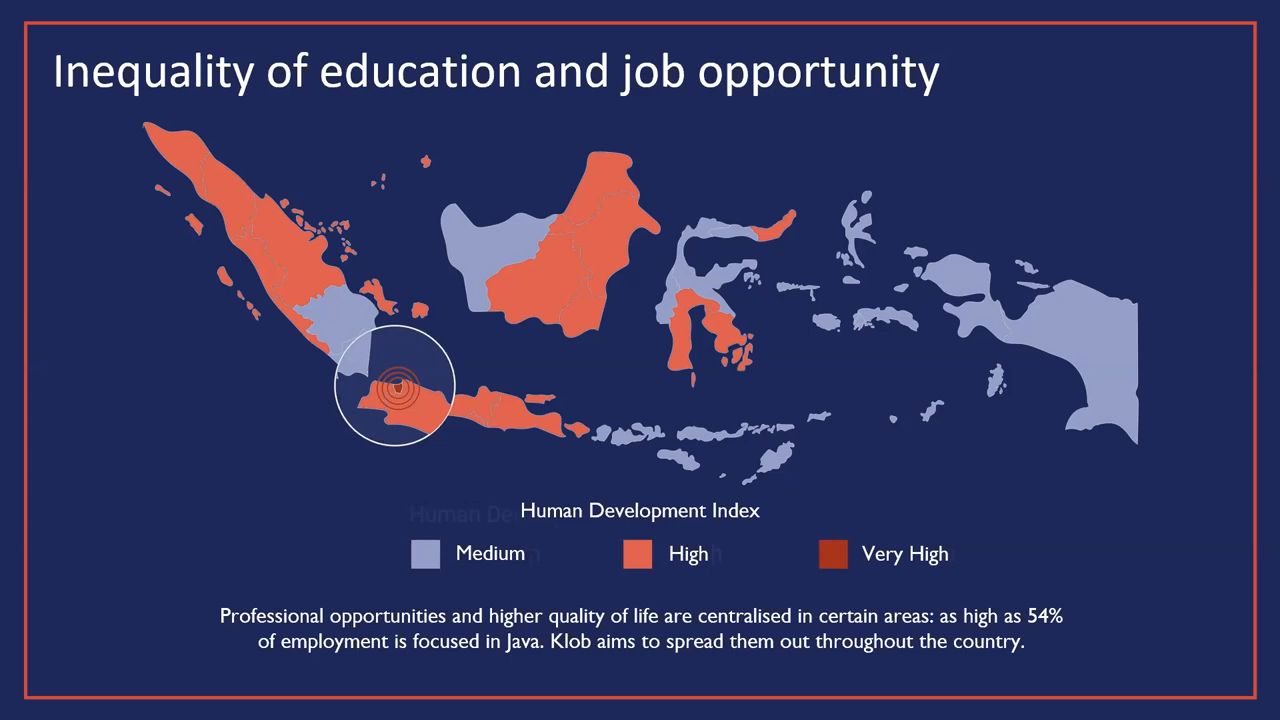 Inequality of education and job opportunity
Human Development Index
Medium
High
Very High
Professional opportunities and higher quality of life are centralised in certain areas: as high as 54%
of employment is focused in Java. Klob aims to spread them out throughout the country.